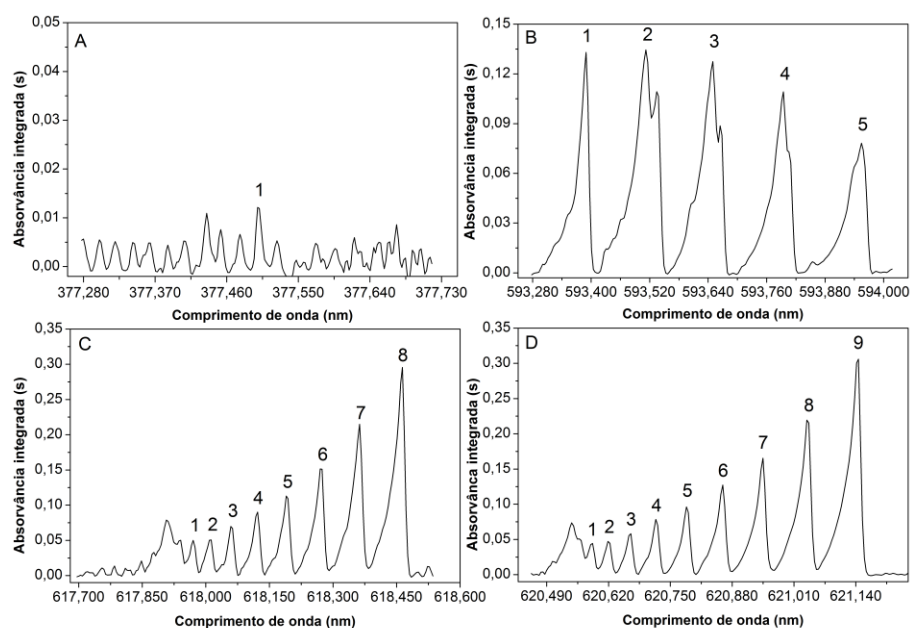 A
1
Absorvância integrada (s)
0,05
0,04
0,03
0,02
0,01
0,00
377,280 377,370 377,460 377,550 377,640 377,730
Comprimento de onda (nm)
B
1 2 3 4 5
Absorvância integrada (s)
0,15
0,12
0,09
0,06
0,03
0,00
593,280 593,400 593,520 593,640 593,760 593,880 594,000
Comprimento de onda (nm)
C
1 2 3 4 5 6 7 8
Absorvância integrada (s)
0,35
0,30
0,25
0,20
0,15
0,10
0,05
0,00
617,700 617,850 618,000 618,150 618,300 618,450 618,600
Comprimento de onda (nm)
D
1 2 3 4 5 6 7 8 9
Absorvânca integrada (s)
0,35
0,30
0,25
0,20
0,15
0,10
0,05
0,00
620,490 620,620 620,750 620,880 621,010 621,140
Comprimento de onda (nm)